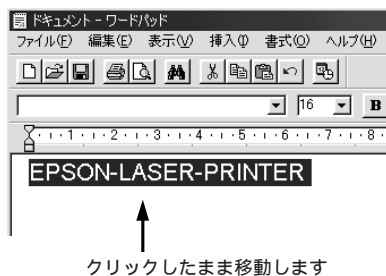 ドキュメント - ワードパッド
ファイル(F) 編集(E) 表示(V) 挿入(I) 書式(O) ヘルプ(H)
16 B
1 2 3 4 5 6 7 8
EPSON-LASER-PRINTER
クリックしたまま移動します